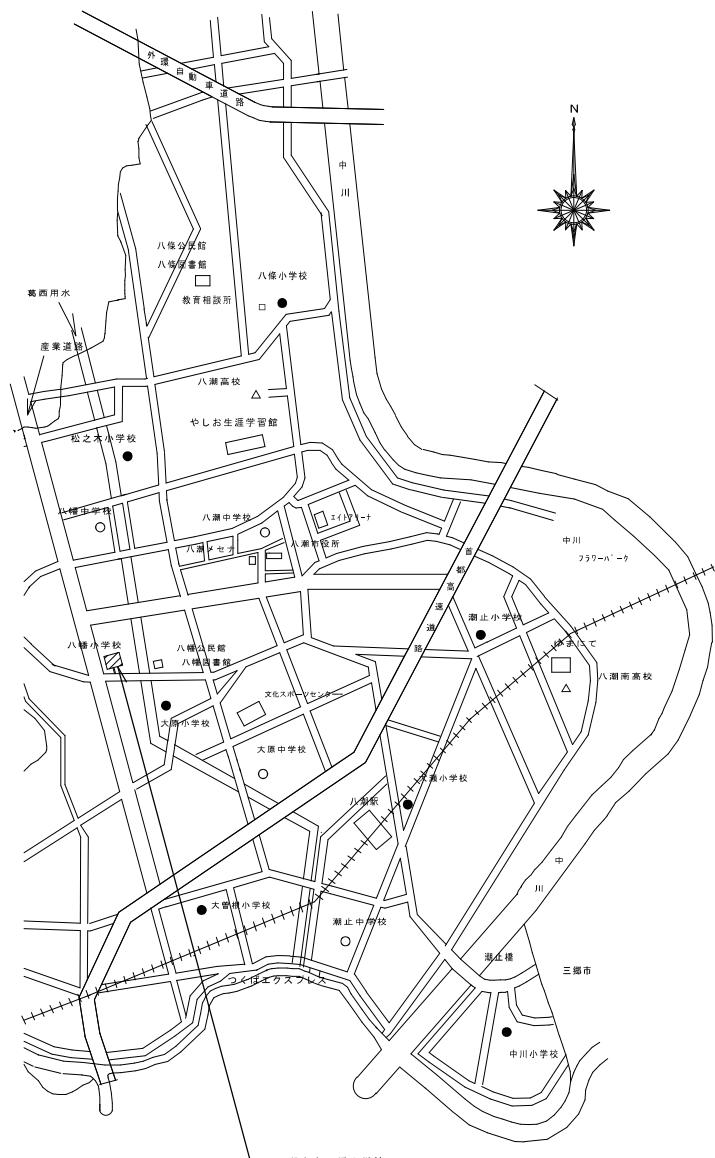 外環自動車道路
N
中川
八條公民館
八條図書館
八條小学校
教育相談所
葛西用水
産業道路
八潮高校
やしお生涯学習館
松之木小学校
八幡中学校
八潮中学校
エイトアリーナ
八潮メセナ
八潮市役所
中川
フラワーパーク
首都高速道路
潮止小学校
八幡小学校
八幡公民館
八幡図書館
ゆまにて
八潮南高校
文化スポーツセンター
大原小学校
大原中学校
大瀬小学校
八潮駅
中川
大曽根小学校
潮止中学校
潮止橋
三郷市
つくばエクスプレス
中川小学校